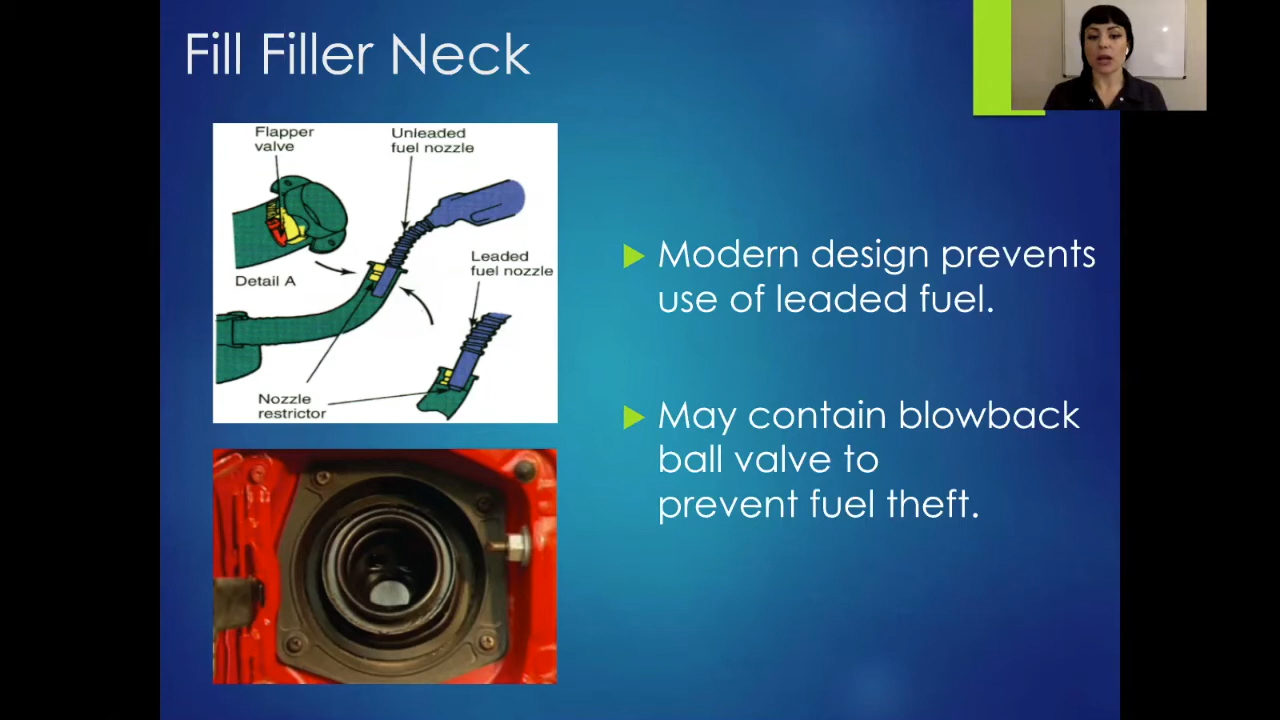 Fill Filler Neck
Flapper
valve
Unleaded
fuel nozzle
Leaded
fuel nozzle
Detail A
Nozzle
restrictor
Modern design prevents
use of leaded fuel.
May contain blowback
ball valve to
prevent fuel theft.